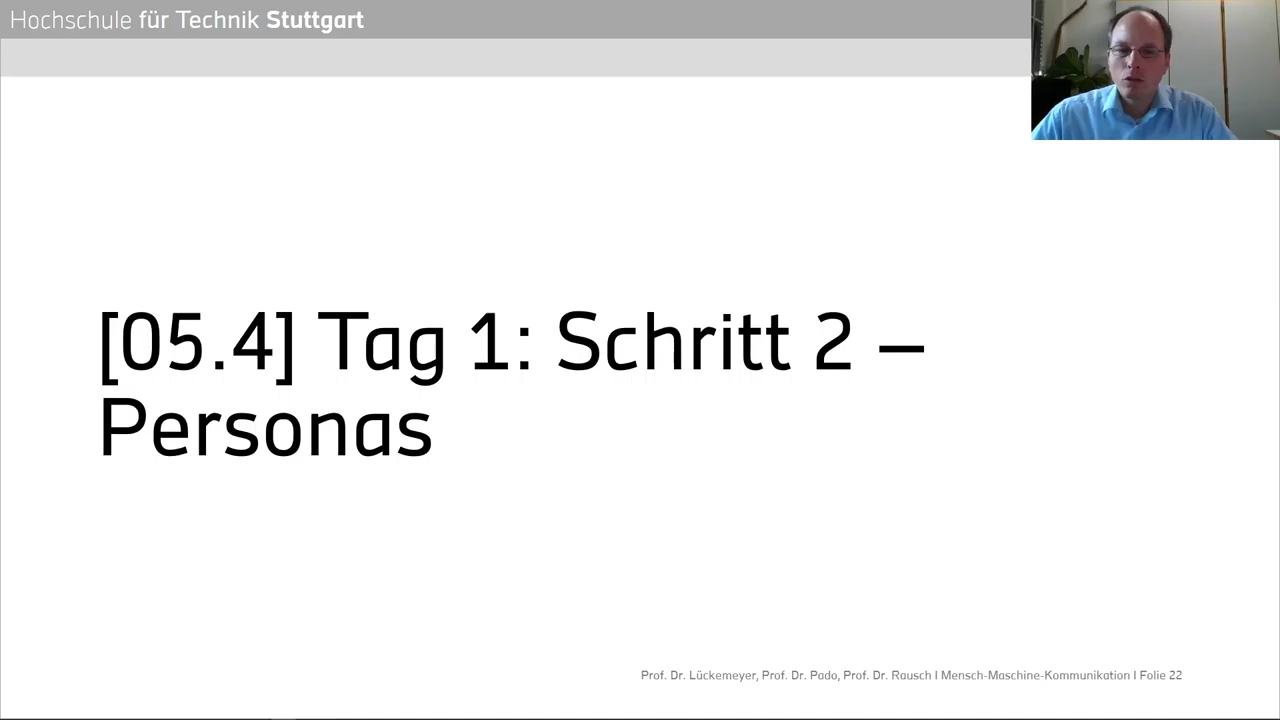 Hochschule für Technik Stuttgart
[05.4] Tag 1: Schritt 2 –
Personas
Prof. Dr. Lückemeyer, Prof. Dr. Pado, Prof. Dr. Rausch I Mensch-Maschine-Kommunikation I Folie 22